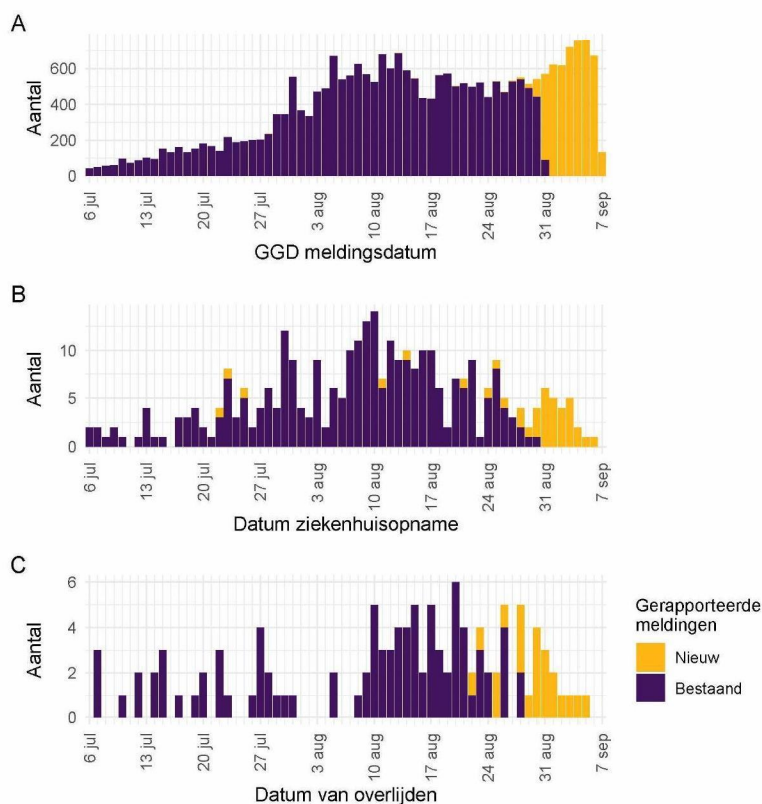 A
Aantal
600
400
200
0
6 jul
13 jul
20 jul
27 jul
3 aug
10 aug
17 aug
24 aug
31 aug
7 sep
GGD meldingsdatum
B
Aantal
10
5
0
6 jul
13 jul
20 jul
27 jul
3 aug
10 aug
17 aug
24 aug
31 aug
7 sep
Datum ziekenhuisopname
C
Aantal
6
4
2
0
6 jul
13 jul
20 jul
27 jul
3 aug
10 aug
17 aug
24 aug
31 aug
7 sep
Datum van overlijden
Gerapporteerde
meldingen
Nieuw
Bestaand